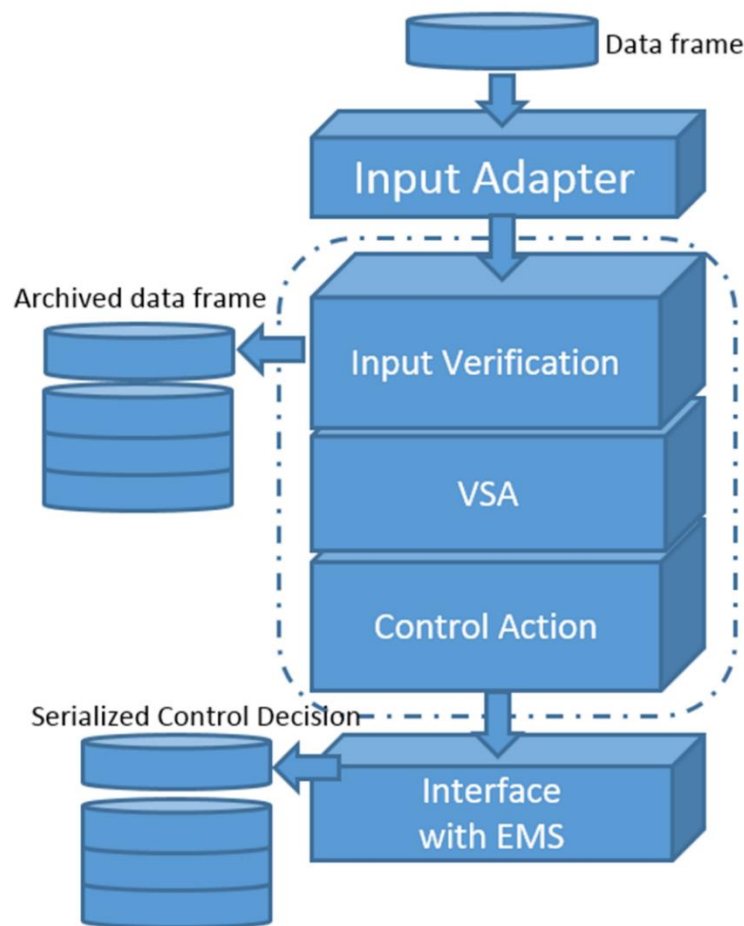 Data frame
Input Adapter
Archived data frame
Input Verification
VSA
Control Action
Serialized Control Decision
Interface
with EMS